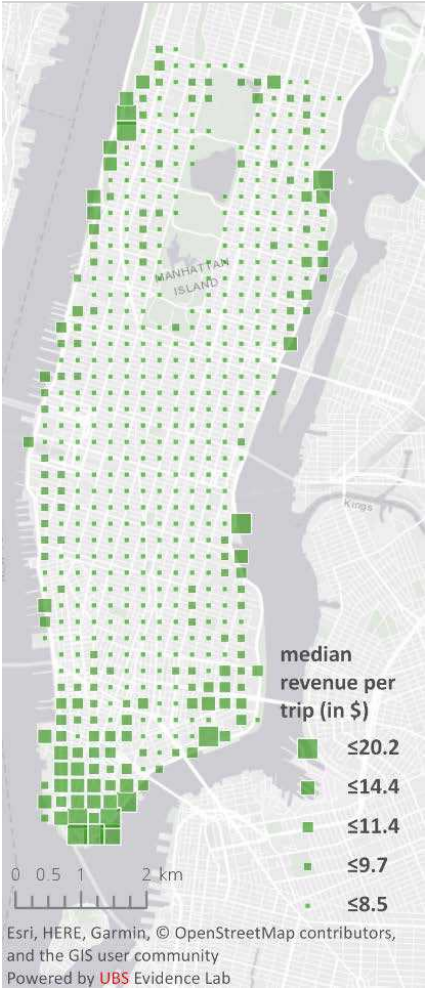 MANHATTAN
ISLAND
Kings
median
revenue per
trip (in $)
≤20.2
≤14.4
≤11.4
≤9.7
≤8.5
0 0.5 1 2 km
Esri, HERE, Garmin, © OpenStreetMap contributors,
and the GIS user community
Powered by UBS Evidence Lab